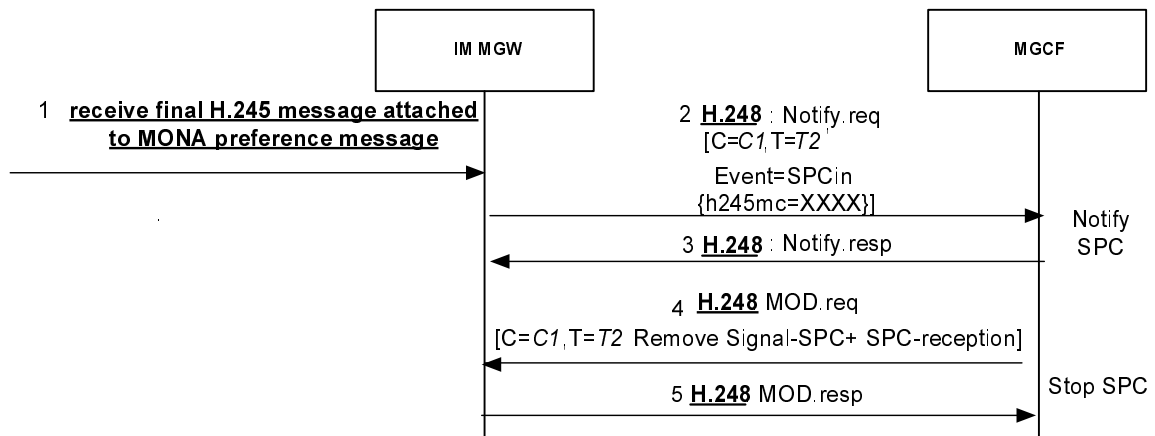 IM MGW
MGCF
1 receive final H.245 message attached
to MONA preference message
2 H.248 : Notify.req
[C=C1,T=T2 ,
Event=SPCin
{h245mc=XXXX}]
Notify
SPC
3 H.248 : Notify.resp
4 H.248 MOD.req
[C=C1,T=T2 Remove Signal-SPC+ SPC-reception]
Stop SPC
5 H.248 MOD.resp